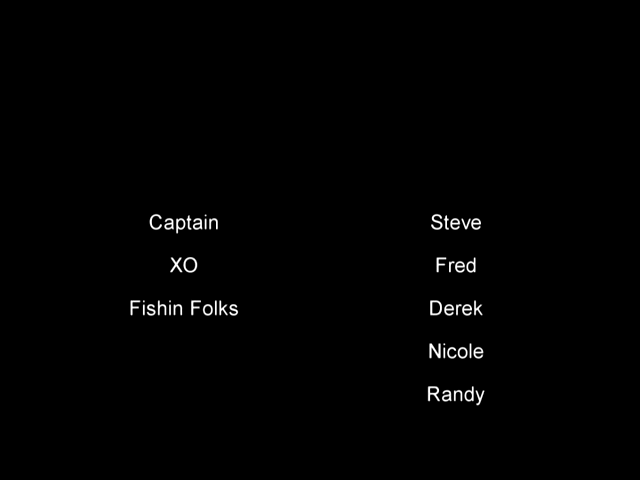 Captain Steve
XO Fred
Fishin Folks Derek
Nicole
Randy